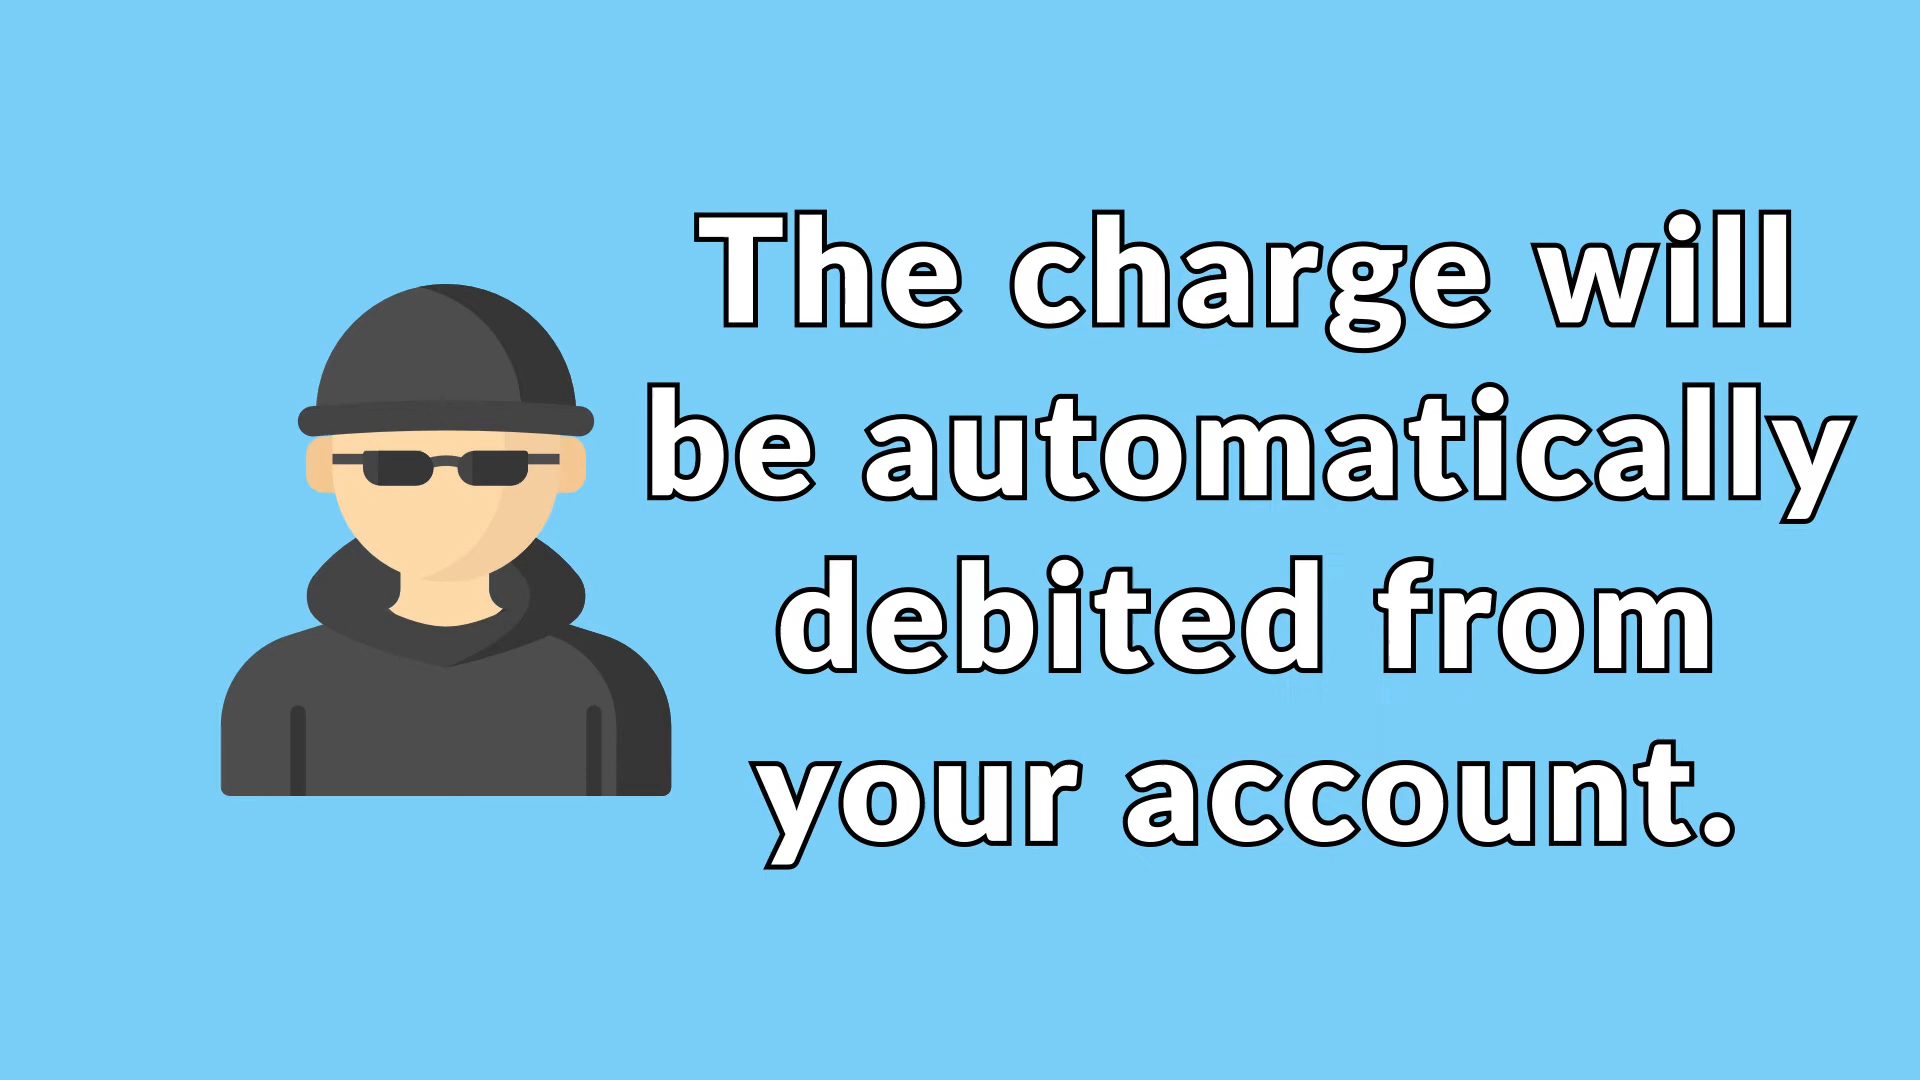 The charge will
be automatically
debited from
your account.